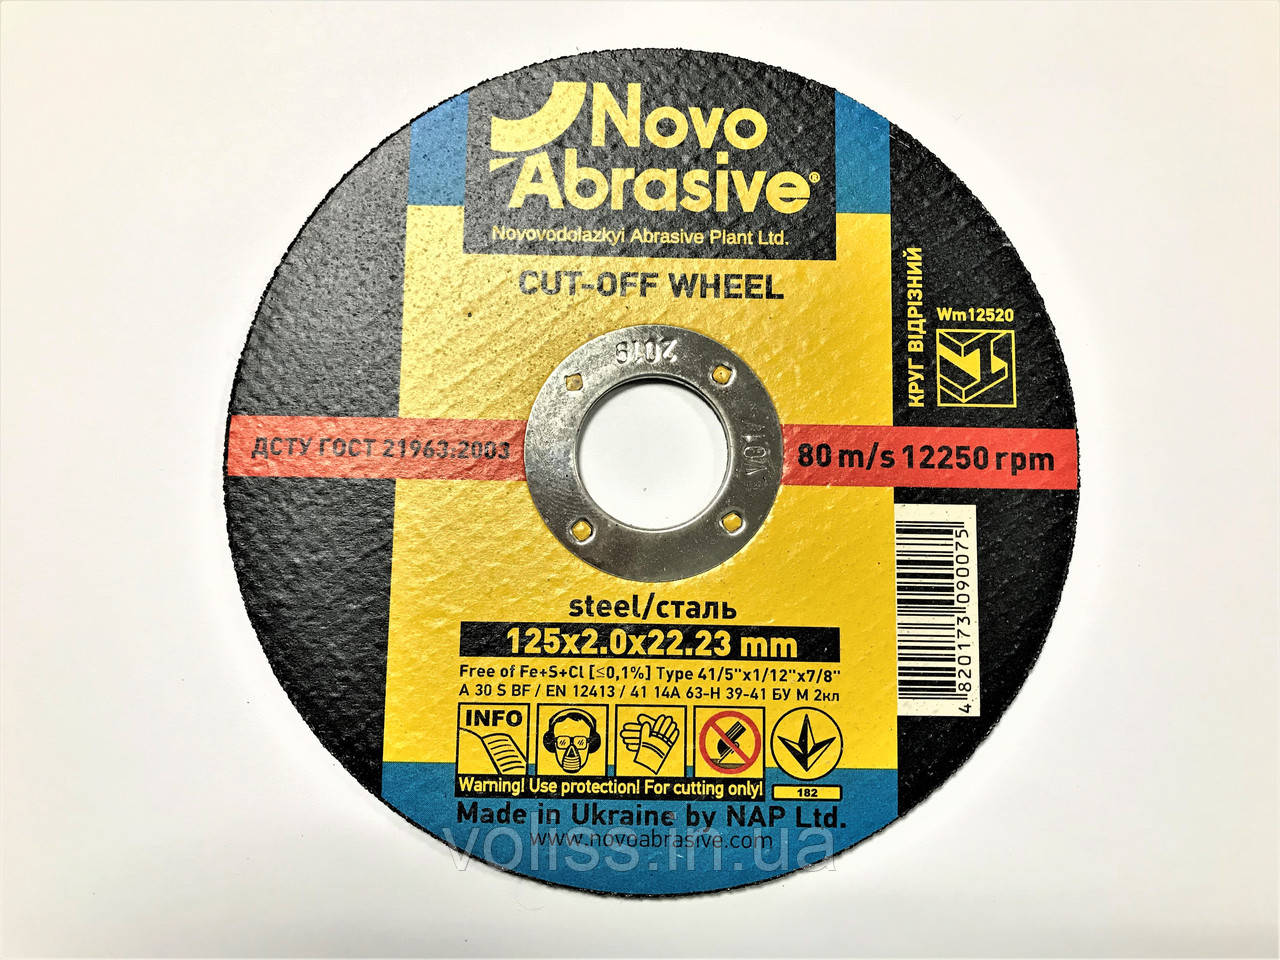 Novo
Abrasive®
Novovodolazkyi Abrasive Plant Ltd.
CUT-OFF WHEEL
КРУГ ВІДРІЗНИЙ
Wm12520
2019
ДСТУ ГОСТ 21963:2003
80 m/s 12250 rpm
steel/сталь
125x2.0x22.23 mm
Free of Fe+S+Cl [≤0,1%] Type 41/5"x1/12"x7/8"
A 30 S BF / EN 12413 / 41 14A 63-H 39-41 БУ М 2кл
INFO
Warning! Use protection! For cutting only!
182
4 820173 090075
Made in Ukraine by NAP Ltd.
www.novoabrasive.com
voliss.in.ua